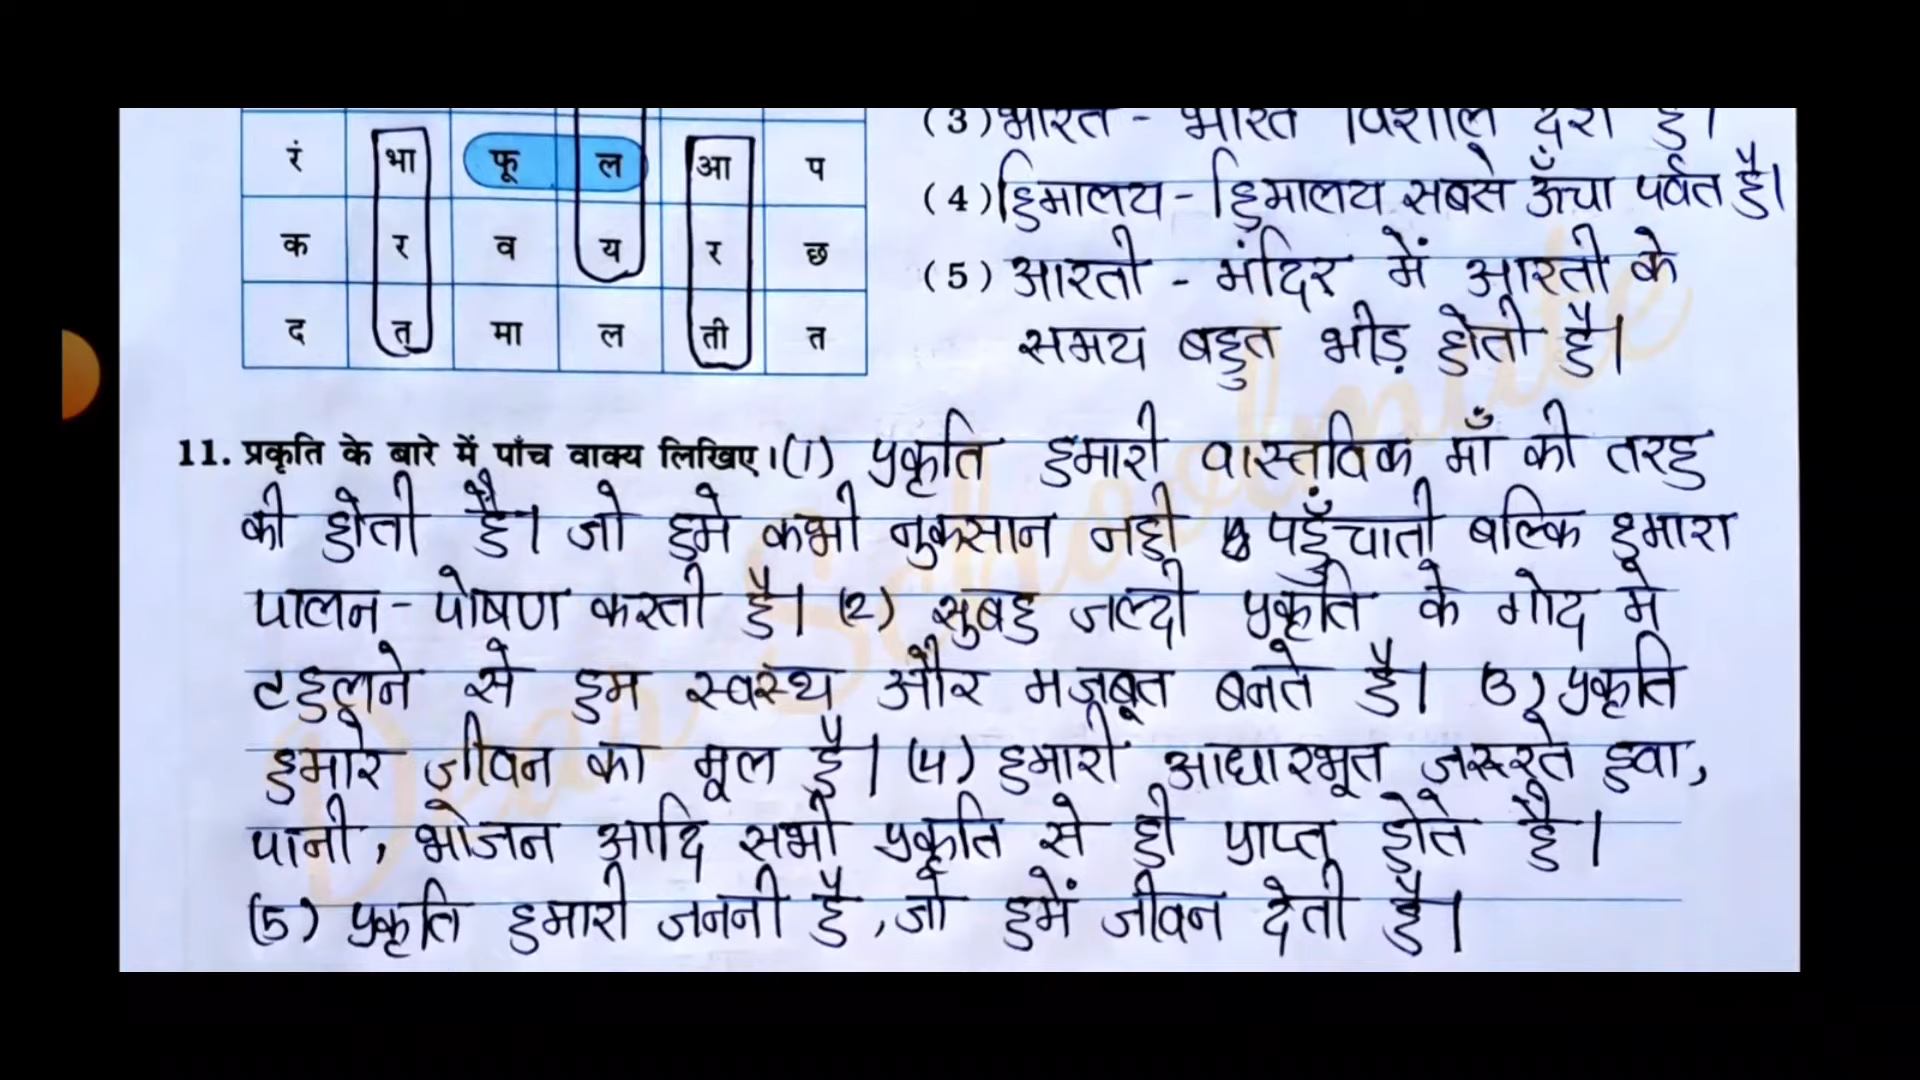 (3) भारत - भारत विशाल देश है।
रं भा फू ल आ प
(4) हिमालय - हिमालय सबसे ऊँचा पर्वत है।
क र व य र छ
(5) आरती - मंदिर में आरती के
द त मा ल ती त
समय बहुत भीड़ होती है।
11. प्रकृति के बारे में पाँच वाक्य लिखिए। (1) प्रकृति हमारी वास्तविक माँ की तरह
की होती है। जो हमे कभी नुकसान नही पहुँचाती बल्कि हमारा
पालन - पोषण करती है। (2) सुबह जल्दी प्रकृति के गोद मे
टहलने से हम स्वस्थ और मजबूत बनते है। (3) प्रकृति
हमारे जीवन का मूल है। (4) हमारी आधारभूत जरूरते हवा,
पानी, भोजन आदि सभी प्रकृति से ही प्राप्त होते है।
(5) प्रकृति हमारी जननी है, जो हमें जीवन देती है।
Dear Schoolmate